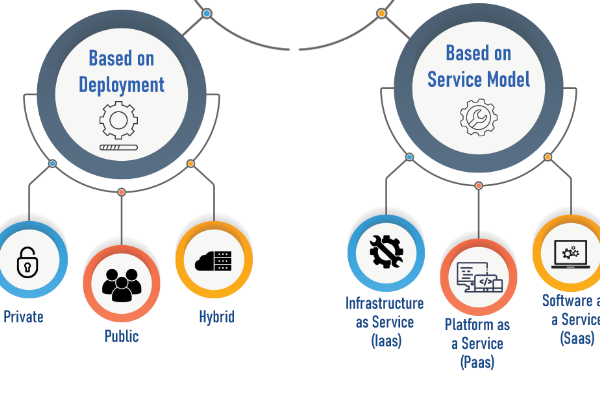 Based on
Deployment
Private
Public
Hybrid
Based on
Service Model
Infrastructure
as Service
(Iaas)
Platform as
a Service
(Paas)
Software a
a Service
(Saas)